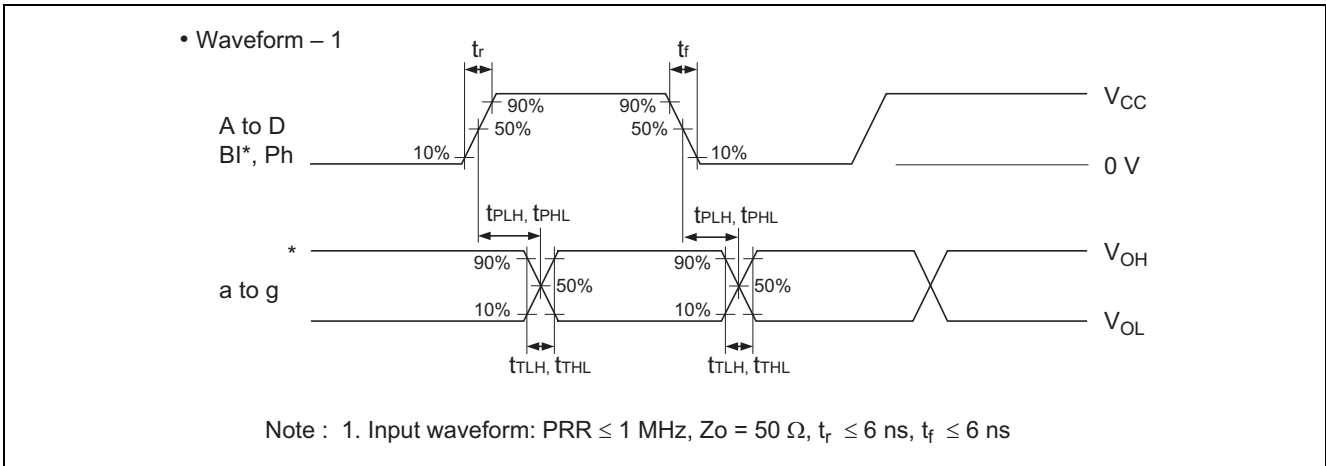 • Waveform – 1
tr
tf
90%
90%
VCC
A to D
50%
50%
BI*, Ph
10%
10%
0 V
tPLH, tPHL
tPLH, tPHL
*
VOH
90%
90%
a to g
50%
50%
10%
10%
VOL
tTLH, tTHL
tTLH, tTHL
Note : 1. Input waveform: PRR ≤ 1 MHz, Zo = 50 Ω, tr ≤ 6 ns, tf ≤ 6 ns